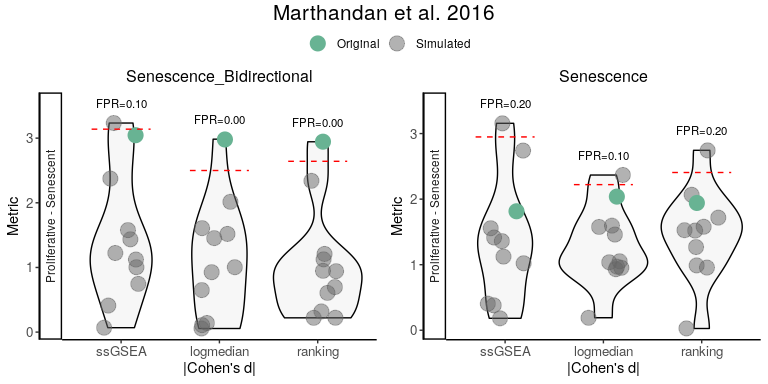 Marthandan et al. 2016
Original
Simulated
Senescence_Bidirectional
Metric
Proliferative - Senescent
3
2
1
0
FPR=0.10
FPR=0.00
FPR=0.00
ssGSEA
logmedian
ranking
|Cohen's d|
Senescence
Metric
Proliferative - Senescent
3
2
1
0
FPR=0.20
FPR=0.10
FPR=0.20
ssGSEA
logmedian
ranking
|Cohen's d|